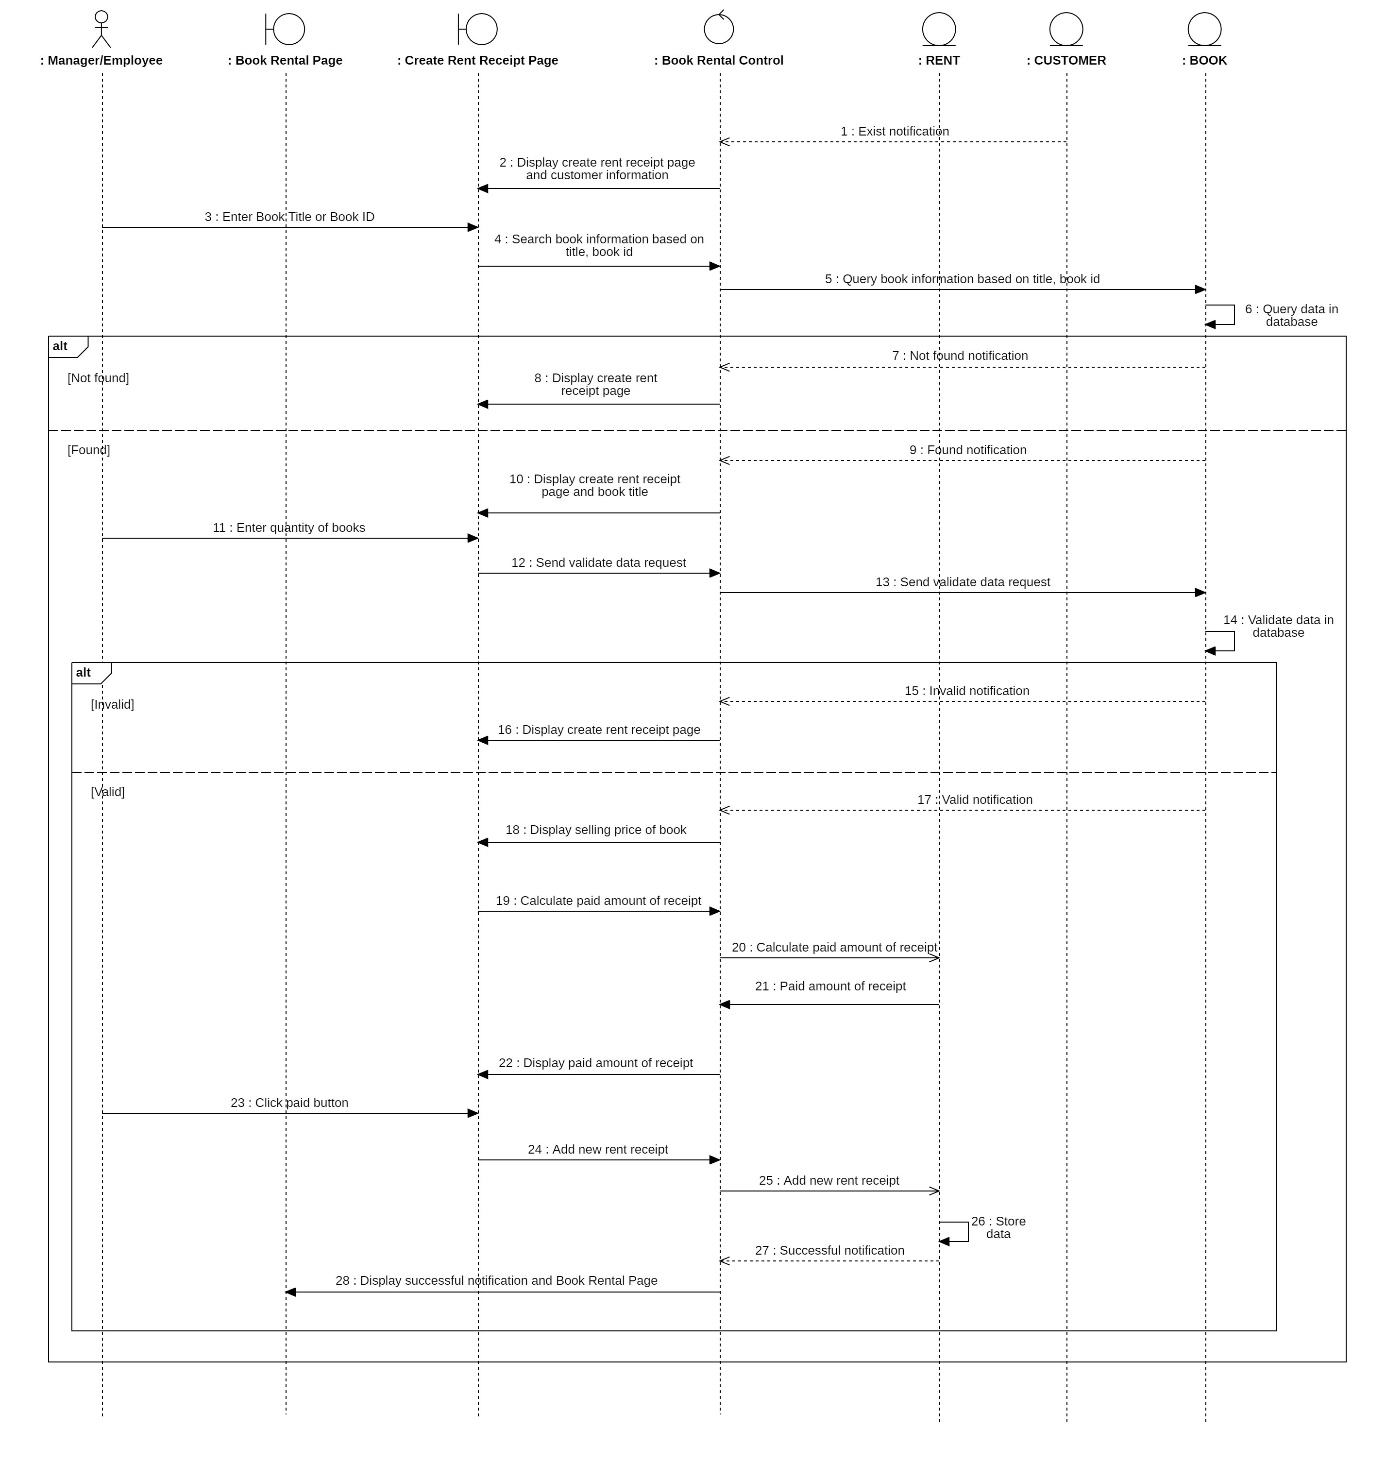 : Manager/Employee
: Book Rental Page
: Create Rent Receipt Page
: Book Rental Control
: RENT
: CUSTOMER
: BOOK
1 : Exist notification
2 : Display create rent receipt page
and customer information
3 : Enter Book Title or Book ID
4 : Search book information based on
title, book id
5 : Query book information based on title, book id
6 : Query data in
database
alt
7 : Not found notification
[Not found]
8 : Display create rent
receipt page
[Found]
9 : Found notification
10 : Display create rent receipt
page and book title
11 : Enter quantity of books
12 : Send validate data request
13 : Send validate data request
14 : Validate data in
database
alt
15 : Invalid notification
[Invalid]
16 : Display create rent receipt page
[Valid]
17 : Valid notification
18 : Display selling price of book
19 : Calculate paid amount of receipt
20 : Calculate paid amount of receipt
21 : Paid amount of receipt
22 : Display paid amount of receipt
23 : Click paid button
24 : Add new rent receipt
25 : Add new rent receipt
26 : Store
data
27 : Successful notification
28 : Display successful notification and Book Rental Page